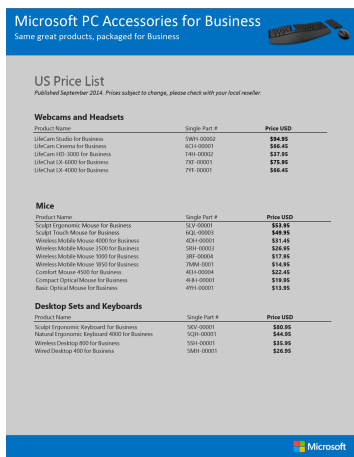 Microsoft PC Accessories for Business
Same great products, packaged for Business
US Price List
Published September 2014. Prices subject to change, please check with your local reseller.
Webcams and Headsets
Product Name Single Part # Price USD
LifeCam Studio for Business 5WH-00002 $94.95
LifeCam Cinema for Business 6CH-00001 $66.45
LifeCam HD-3000 for Business T4H-00002 $37.95
LifeChat LX-6000 for Business 7XF-00001 $75.95
LifeChat LX-4000 for Business 7YF-00001 $66.45
Mice
Product Name Single Part # Price USD
Sculpt Ergonomic Mouse for Business 5LV-00001 $53.95
Sculpt Touch Mouse for Business 6QL-00003 $49.95
Wireless Mobile Mouse 4000 for Business 4DH-00001 $31.45
Wireless Mobile Mouse 3500 for Business 5RH-00003 $26.95
Wireless Mobile Mouse 1000 for Business 3RF-00004 $17.95
Wireless Mobile Mouse 1850 for Business 7MM-0001 $14.95
Comfort Mouse 4500 for Business 4EH-00004 $22.45
Compact Optical Mouse for Business 4HH-00001 $19.95
Basic Optical Mouse for Business 4YH-00001 $13.95
Desktop Sets and Keyboards
Product Name Single Part # Price USD
Sculpt Ergonomic Keyboard for Business 5KV-00001 $80.95
Natural Ergonomic Keyboard 4000 for Business 5QH-00001 $44.95
Wireless Desktop 800 for Business 5SH-00001 $35.95
Wired Desktop 400 for Business 5MH-00001 $26.95
Microsoft